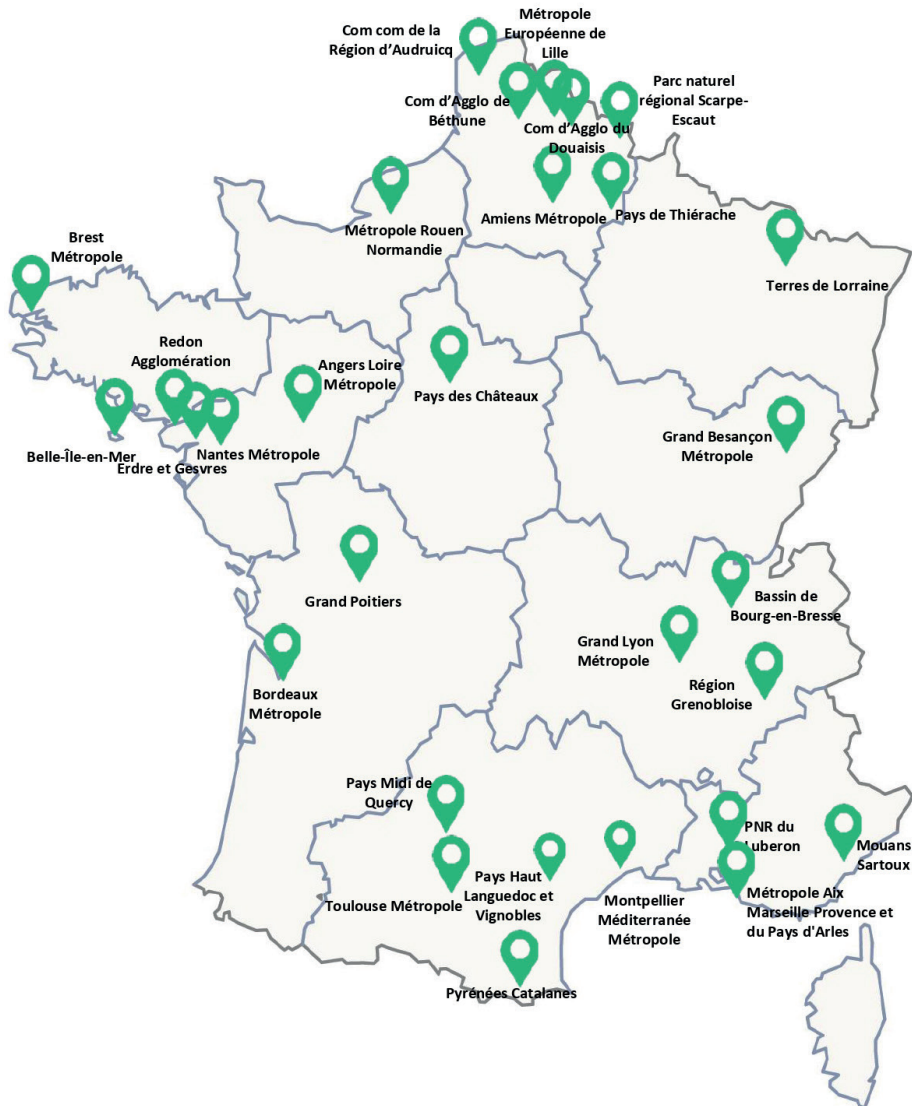 Com com de la
Région d'Audruicq
Métropole
Européenne de
Lille
Parc naturel
régional Scarpe-
Escaut
Com d'Agglo de
Béthune
Com d'Agglo du
Douaisis
Amiens Métropole
Pays de Thiérache
Métropole Rouen
Normandie
Brest
Métropole
Terres de Lorraine
Redon
Agglomération
Angers Loire
Métropole
Pays des Châteaux
Belle-Île-en-Mer
Erdre et Gesvres
Nantes Métropole
Grand Besançon
Métropole
Grand Poitiers
Bassin de
Bourg-en-Bresse
Grand Lyon
Métropole
Région
Grenobloise
Bordeaux
Métropole
Pays Midi de
Quercy
PNR du
Luberon
Mouans
Sartoux
Toulouse Métropole
Pays Haut
Languedoc et
Vignobles
Montpellier
Méditerranée
Métropole
Métropole Aix
Marseille Provence et
du Pays d'Arles
Pyrénées Catalanes